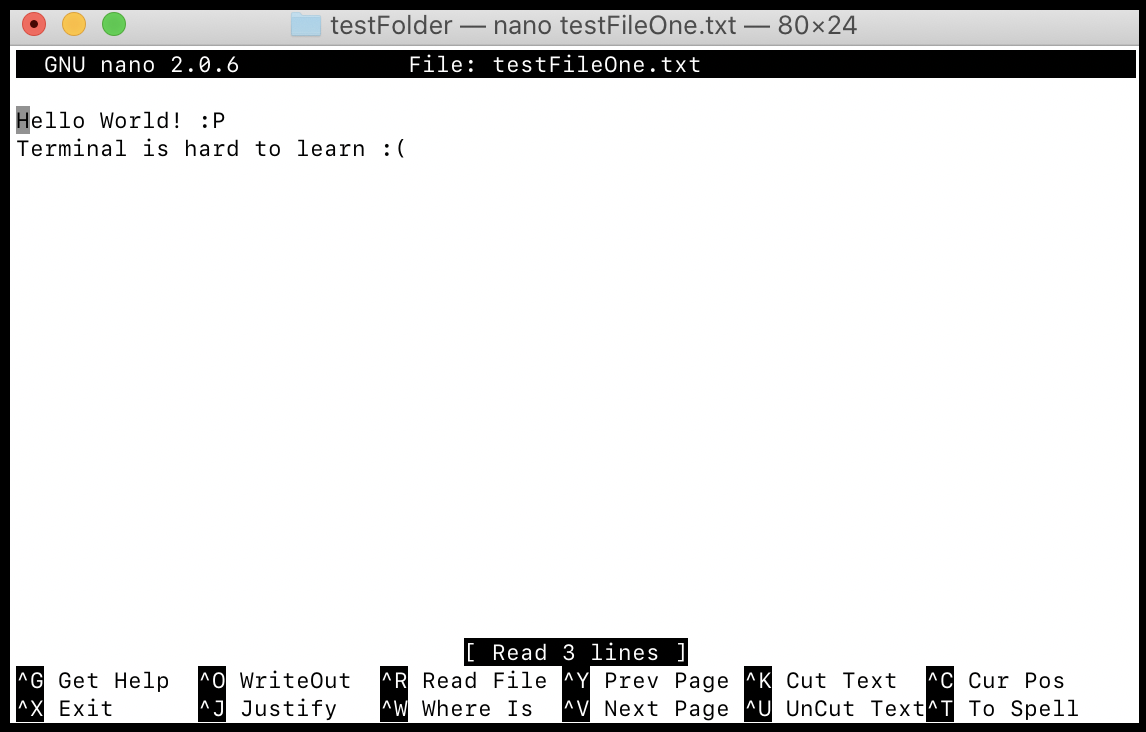 testFolder — nano testFileOne.txt — 80×24
GNU nano 2.0.6 File: testFileOne.txt
Hello World! :P
Terminal is hard to learn :(
[ Read 3 lines ]
^G Get Help ^O WriteOut ^R Read File ^Y Prev Page ^K Cut Text ^C Cur Pos
^X Exit ^J Justify ^W Where Is ^V Next Page ^U UnCut Text ^T To Spell